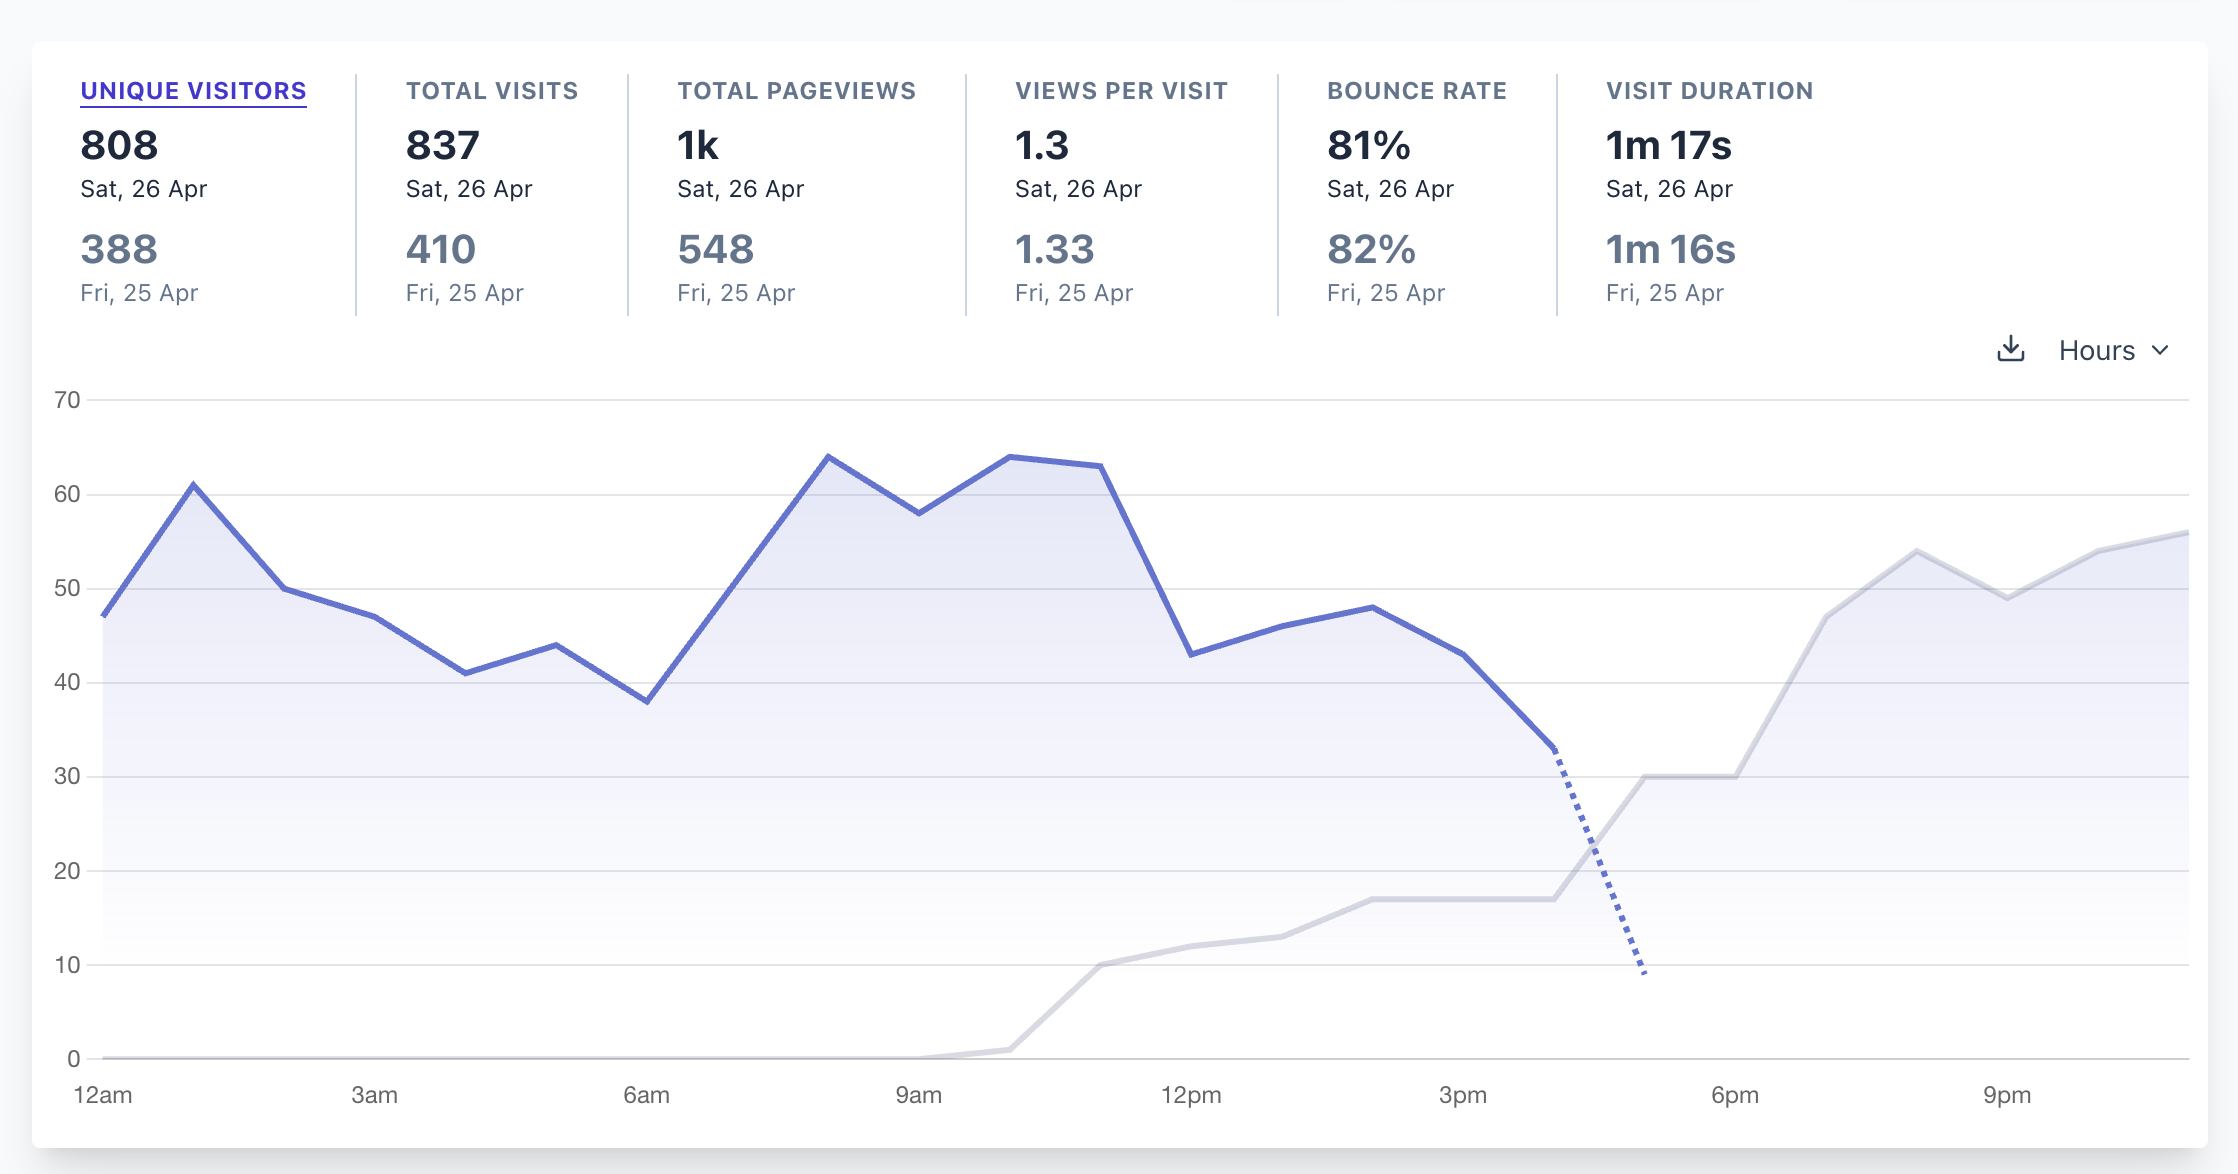 UNIQUE VISITORS
808
Sat, 26 Apr
388
Fri, 25 Apr
TOTAL VISITS
837
Sat, 26 Apr
410
Fri, 25 Apr
TOTAL PAGEVIEWS
1k
Sat, 26 Apr
548
Fri, 25 Apr
VIEWS PER VISIT
1.3
Sat, 26 Apr
1.33
Fri, 25 Apr
BOUNCE RATE
81%
Sat, 26 Apr
82%
Fri, 25 Apr
VISIT DURATION
1m 17s
Sat, 26 Apr
1m 16s
Fri, 25 Apr
Hours
70
60
50
40
30
20
10
0
12am 3am 6am 9am 12pm 3pm 6pm 9pm